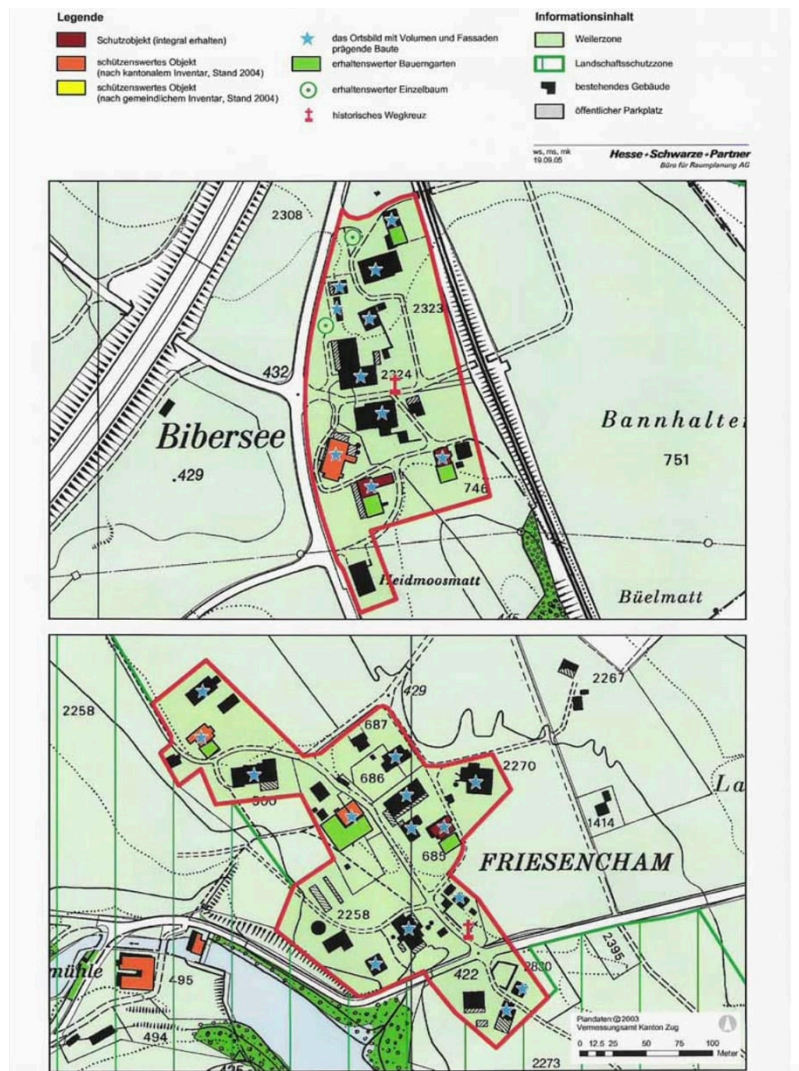 Legende
Schutzobjekt (integral erhalten)
schützenswertes Objekt
(nach kantonalem Inventar, Stand 2004)
schützenswertes Objekt
(nach gemeindlichem Inventar, Stand 2004)
das Ortsbild mit Volumen und Fassaden
prägende Baute
erhaltenswerter Bauerngarten
erhaltenswerter Einzelbaum
historisches Wegkreuz
Informationsinhalt
Weilerzone
Landschaftsschutzzone
bestehendes Gebäude
öffentlicher Parkplatz
ws, ms, mk
19.09.05
Hesse+Schwarze+Partner
Büro für Raumplanung AG
2308
2323
432
2324
Bibersee
Bannhalte
429
751
746
Heidmoosmatt
Büelmatt
429
2267
2258
687
686
2270
La
500
1414
685
FRIESENCHAM
2258
2395
mühle
495
422
2830
494
Plandaten:©2003
Vermessungsamt Kanton Zug
0 12.5 25 50 75 100
Meter
425
2273